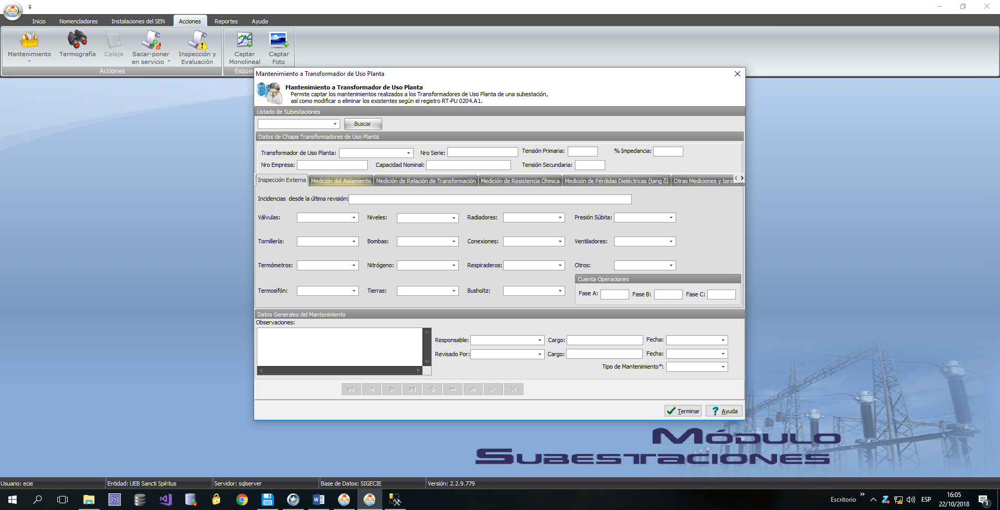 Inicio Nomencladores Instalaciones del SEN Acciones Reportes Ayuda
Mantenimiento Termografía Celaje Sacar-poner en servicio Inspección y Evaluación Captar Monolineal Captar Foto
Acciones
Mantenimiento a Transformador de Uso Planta
Mantenimiento a Transformador de Uso Planta
Permite captar los mantenimientos realizados a los Transformadores de Uso Planta de una subestación,
así como modificar o eliminar los existentes según el registro RT-PU 0204.A1.
Listado de Subestaciones
Buscar
Datos de Chapa Transformadores de Uso Planta
Transformador de Uso Planta: Nro Serie: Tensión Primaria: % Impedancia:
Nro Empresa: Capacidad Nominal: Tensión Secundaria:
Inspección Externa Medición del Aislamiento Medición de Relación de Transformación Medición de Resistencia Óhmica Medición de Pérdidas Dieléctricas (tang δ) Otras Mediciones y
Incidencias desde la última revisión:
Válvulas: Niveles: Radiadores: Presión Súbita:
Tornillería: Bombas: Conexiones: Ventiladores:
Termómetros: Nitrógeno: Respiraderos: Otros:
Cuenta Operaciones
Termosifón: Tierras: Busholtz: Fase A: Fase B: Fase C:
Datos Generales del Mantenimiento
Observaciones:
Responsable: Cargo: Fecha:
Revisado Por: Cargo: Fecha:
Tipo de Mantenimiento*:
Terminar Ayuda
Módulo
Subestaciones
Usuario: ecie Entidad: UEB Sancti Spíritus Servidor: sqlserver Base de Datos: SIGECIE Versión: 2.2.9.779
Escritorio ESP 16:05
22/10/2018 3